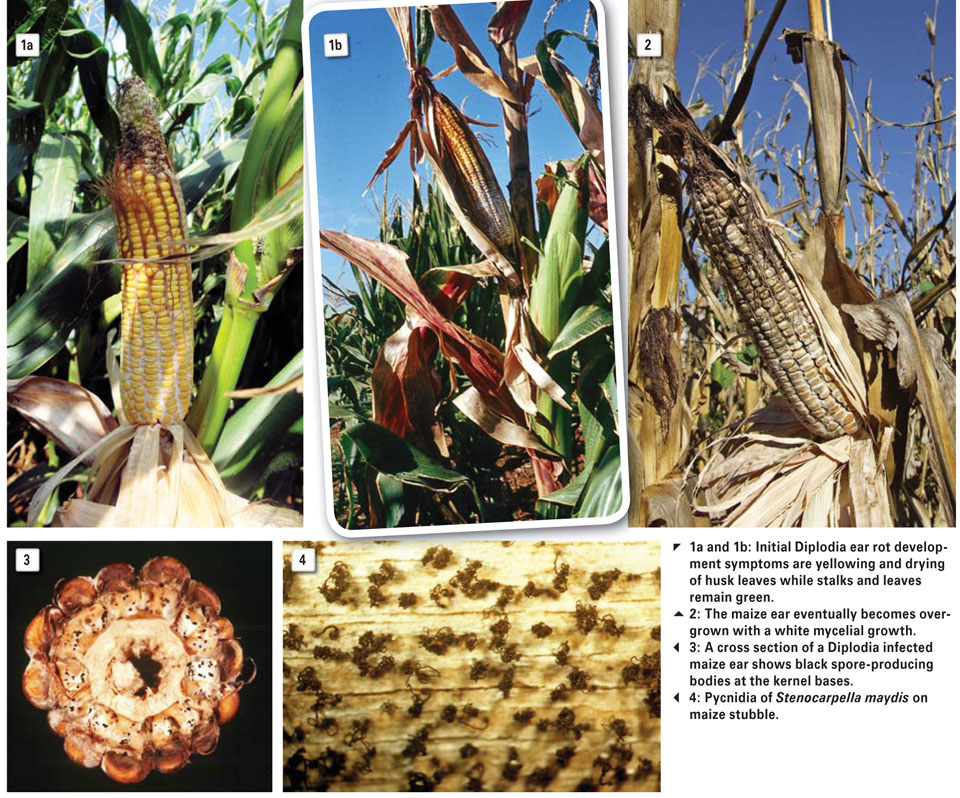 1a
1b
2
3
4
1a and 1b: Initial Diplodia ear rot develop-
ment symptoms are yellowing and drying
of husk leaves while stalks and leaves
remain green.
2: The maize ear eventually becomes over-
grown with a white mycelial growth.
3: A cross section of a Diplodia infected
maize ear shows black spore-producing
bodies at the kernel bases.
4: Pycnidia of Stenocarpella maydis on
maize stubble.